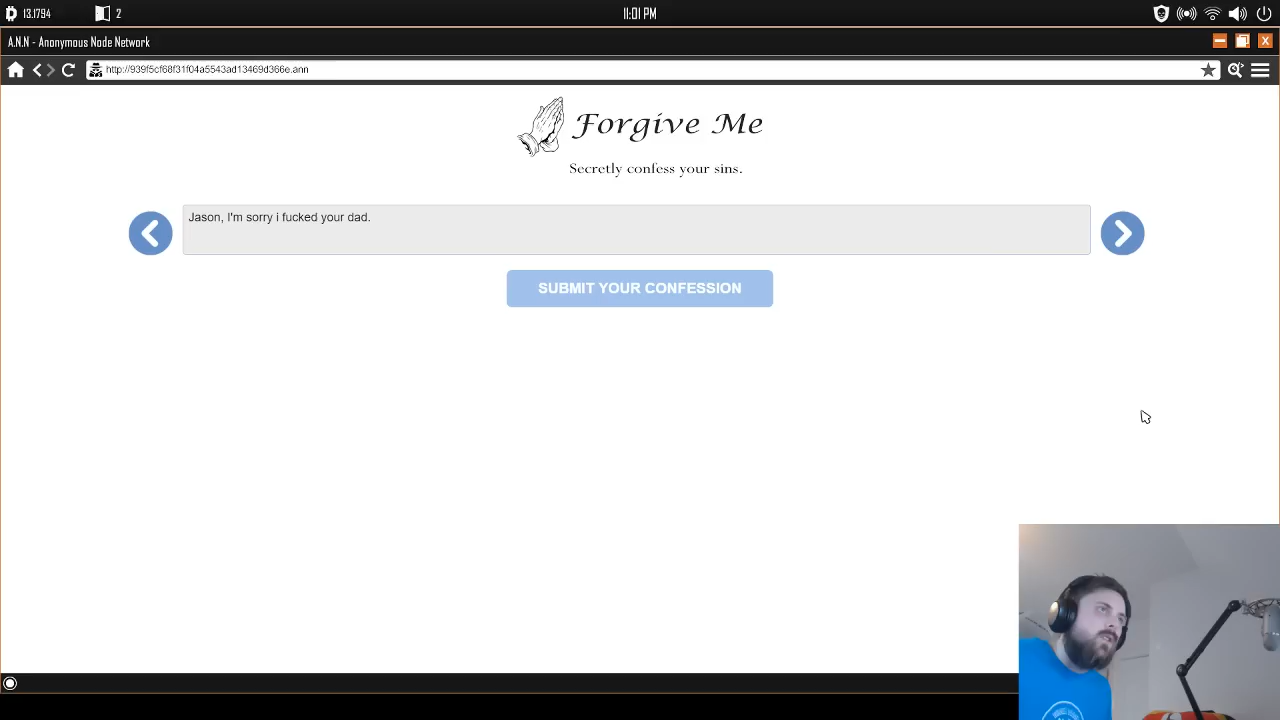 13.1794
2
11:01 PM
A.N.N - Anonymous Node Network
http://939f5cf68f31f04a5543ad13469d366e.ann
Forgive Me
Secretly confess your sins.
Jason, I'm sorry i fucked your dad.
SUBMIT YOUR CONFESSION